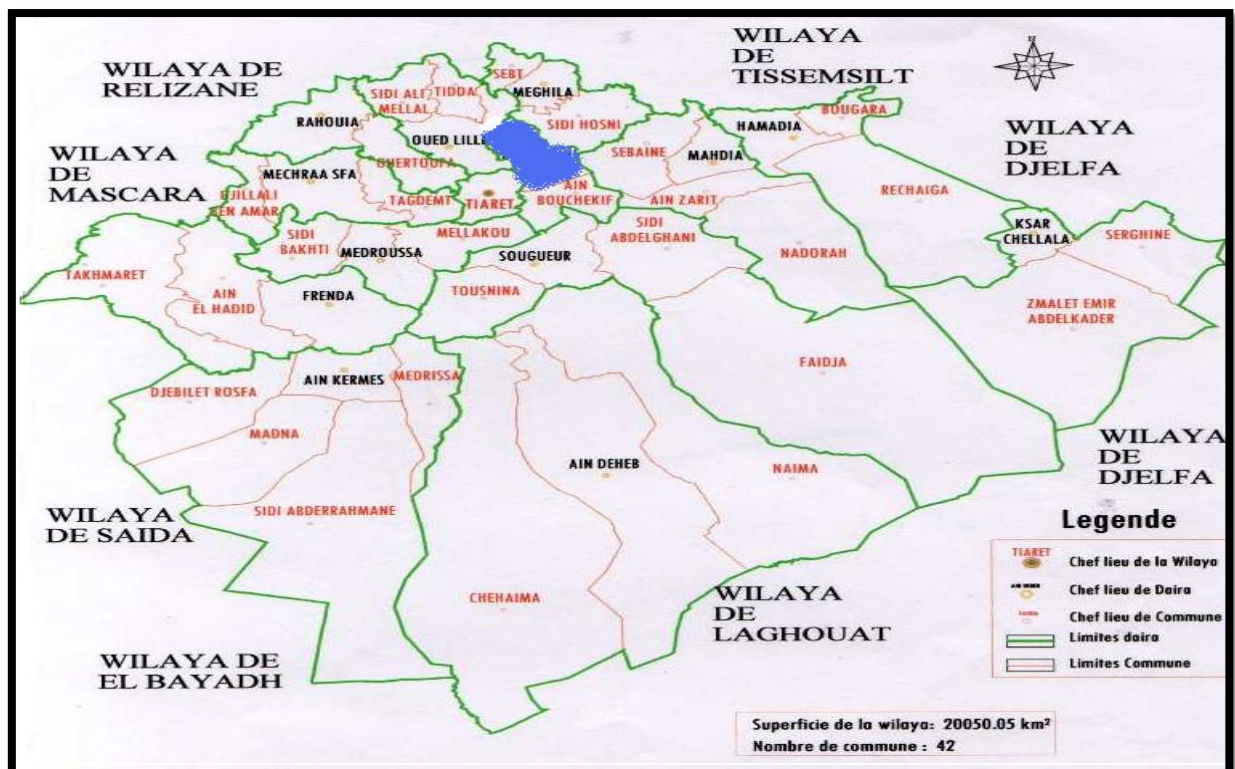 WILAYA
DE
TISSEMSILT
N
WILAYA DE
RELIZANE
SEBT
MEGHILA
SIDI ALI
MELLAL
TIDDA
BOUGARA
RAHOUIA
SIDI HOSNI
HAMADIA
WILAYA
DE
DJELFA
OUED LILI
SEBAINE
MAHDIA
WILAYA
DE
MASCARA
GUERTOUFA
MECHRAA SFA
RECHAIGA
DJILLALI
BEN AMAR
TAGDEMT
TIARET
AIN
BOUCHEKIF
AIN ZARIT
SIDI
BAKHTI
MELLAKOU
SIDI
ABDELGHANI
KSAR
CHELLALA
SERGHINE
MEDROUSSA
SOUGUEUR
NADORAH
TAKHMARET
AIN
EL HADID
FRENDA
TOUSNINA
ZMALET EMIR
ABDELKADER
FAIDJA
AIN KERMES
MEDRISSA
DJEBILET ROSFA
MADNA
AIN DEHEB
NAIMA
WILAYA
DE
DJELFA
SIDI ABDERRAHMANE
WILAYA
DE SAIDA
CHEHAIMA
WILAYA
DE
LAGHOUAT
WILAYA DE
EL BAYADH
Legende
TIARET
Chef lieu de la Wilaya
Chef lieu de Daira
Chef lieu de Commune
Limites daira
Limites Commune
Superficie de la wilaya: 20050.05 km²
Nombre de commune : 42